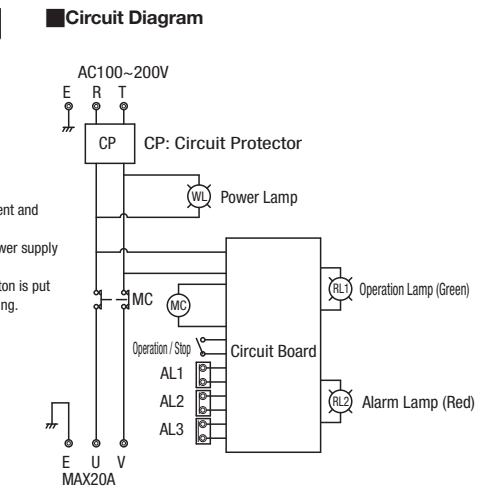 ■Circuit Diagram
AC100~200V
E R T
CP
CP: Circuit Protector
WL
Power Lamp
ent and
wer supply
ton is put
ng.
MC
MC
RL1
Operation Lamp (Green)
Operation / Stop
Circuit Board
AL1
AL2
AL3
RL2
Alarm Lamp (Red)
E U V
MAX20A